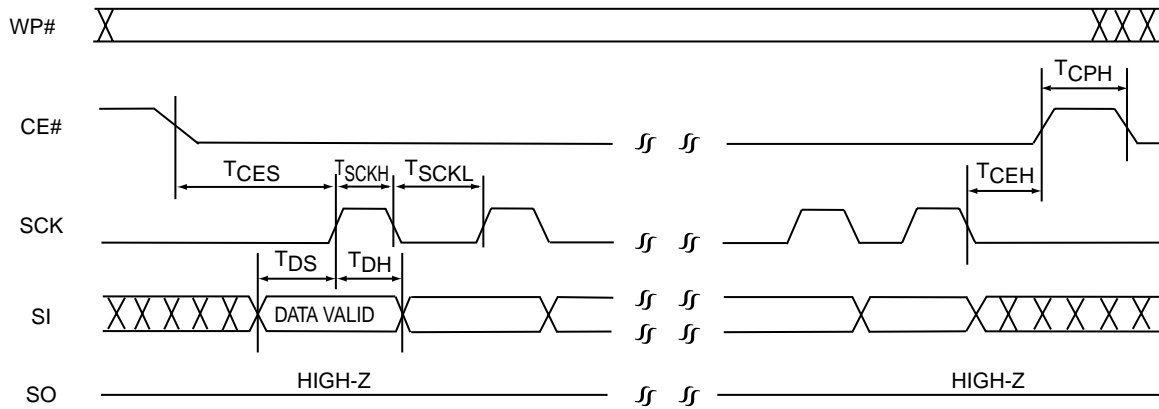 WP#
TCPH
CE#
TCES TSCKH TSCKL TCEH
SCK
TDS TDH
SI DATA VALID
HIGH-Z HIGH-Z
SO